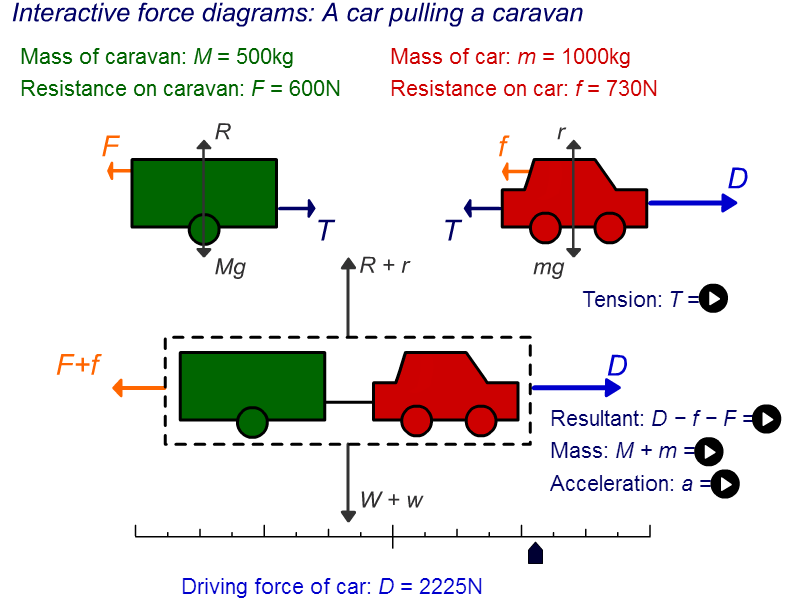 Interactive force diagrams: A car pulling a caravan
Mass of caravan: M = 500kg
Mass of car: m = 1000kg
Resistance on caravan: F = 600N
Resistance on car: f = 730N
R
r
F
f
D
T
T
Mg
mg
R + r
Tension: T =
F+f
D
Resultant: D − f − F =
Mass: M + m =
Acceleration: a =
W + w
Driving force of car: D = 2225N